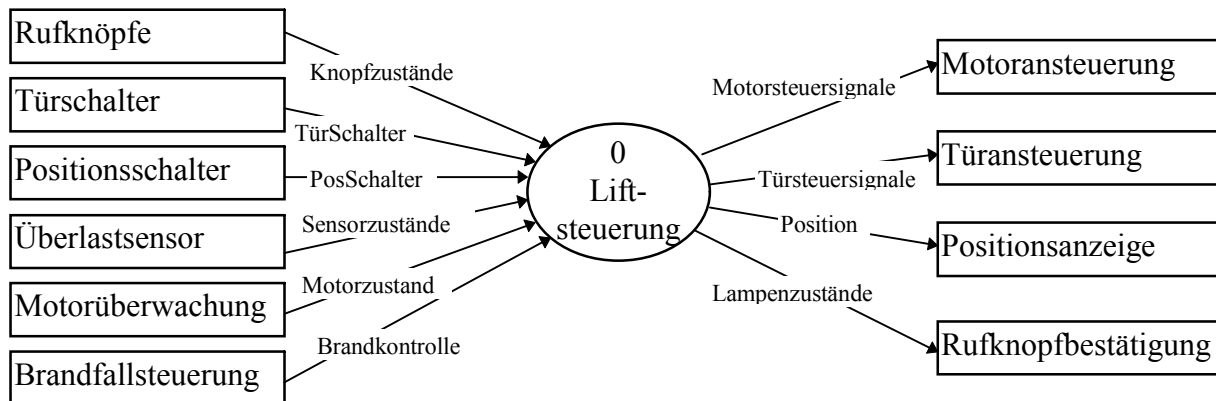 Rufknöpfe
Türschalter
Positionsschalter
Überlastsensor
Motorüberwachung
Brandfallsteuerung
Knopfzustände
TürSchalter
PosSchalter
Sensorzustände
Motorzustand
Brandkontrolle
0
Lift-
steuerung
Motorsteuersignale
Türsteuersignale
Position
Lampenzustände
Motoransteuerung
Türansteuerung
Positionsanzeige
Rufknopfbestätigung